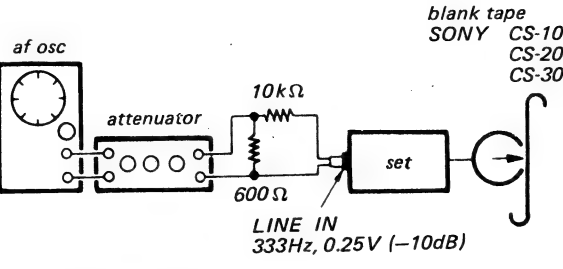 blank tape
SONY CS-10
CS-20
CS-30
af osc
attenuator
10kΩ
600Ω
set
LINE IN
333Hz, 0.25V (−10dB)